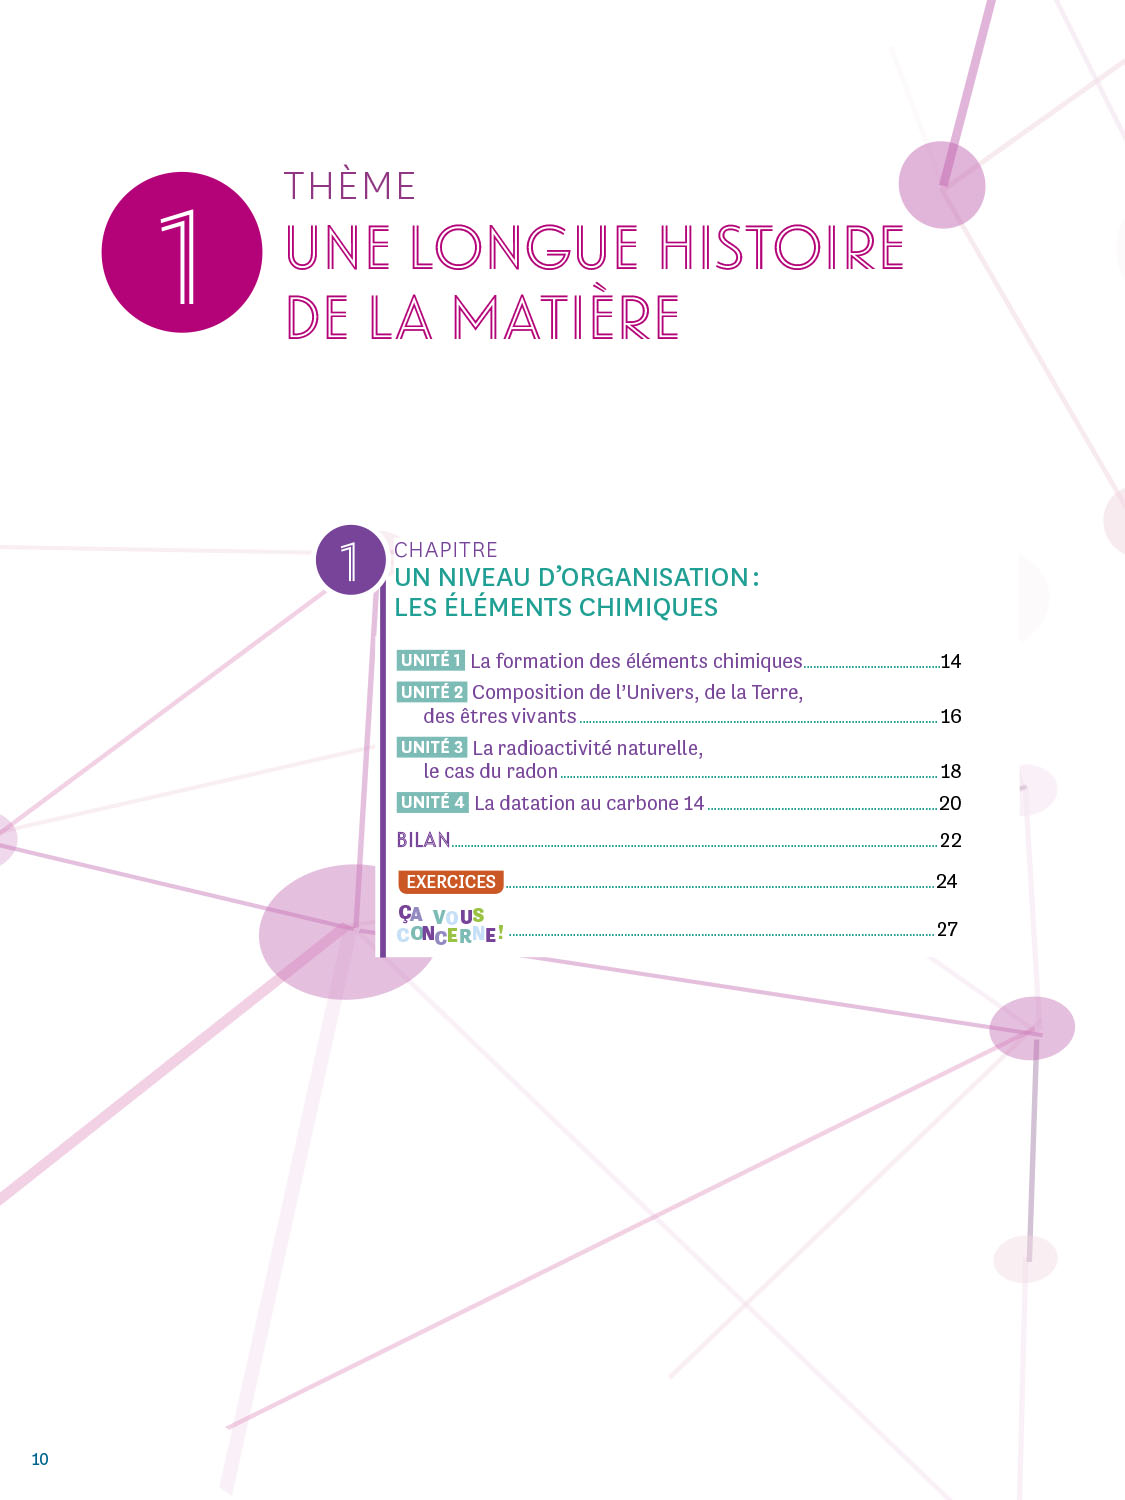 1
THÈME
UNE LONGUE HISTOIRE
DE LA MATIÈRE
1
CHAPITRE
UN NIVEAU D'ORGANISATION :
LES ÉLÉMENTS CHIMIQUES
UNITÉ 1 La formation des éléments chimiques 14
UNITÉ 2 Composition de l'Univers, de la Terre,
des êtres vivants 16
UNITÉ 3 La radioactivité naturelle,
le cas du radon 18
UNITÉ 4 La datation au carbone 14 20
BILAN 22
EXERCICES 24
ÇA VOUS
CONCERNE ! 27
10